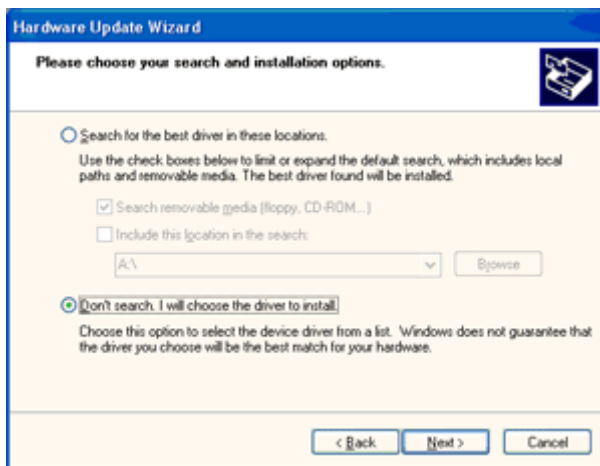 Hardware Update Wizard
Please choose your search and installation options.
Search for the best driver in these locations.
Use the check boxes below to limit or expand the default search, which includes local
paths and removable media. The best driver found will be installed.
Search removable media (floppy, CD-ROM...)
Include this location in the search:
A:\
Browse
Don't search. I will choose the driver to install.
Choose this option to select the device driver from a list. Windows does not guarantee that
the driver you choose will be the best match for your hardware.
< Back
Next >
Cancel